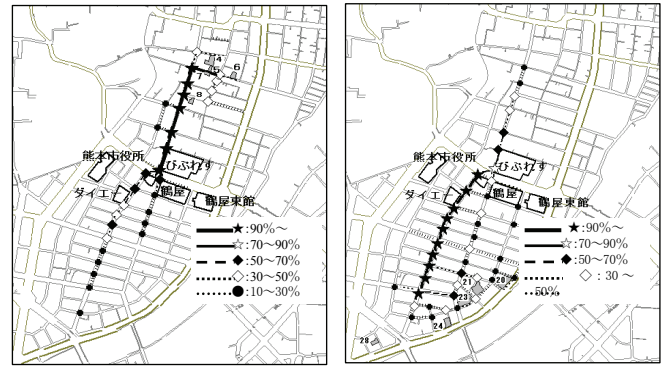 4
5
6
7
8
熊本市役所
びぷれす
ダイエー
鶴屋
鶴屋東館
:90%~
:70~90%
:50~70%
:30~50%
:10~30%
熊本市役所
びぷれす
ダイエー
鶴屋
鶴屋東館
21
20
23
24
28
:90%~
:70~90%
:50~70%
: 30 ~
50%